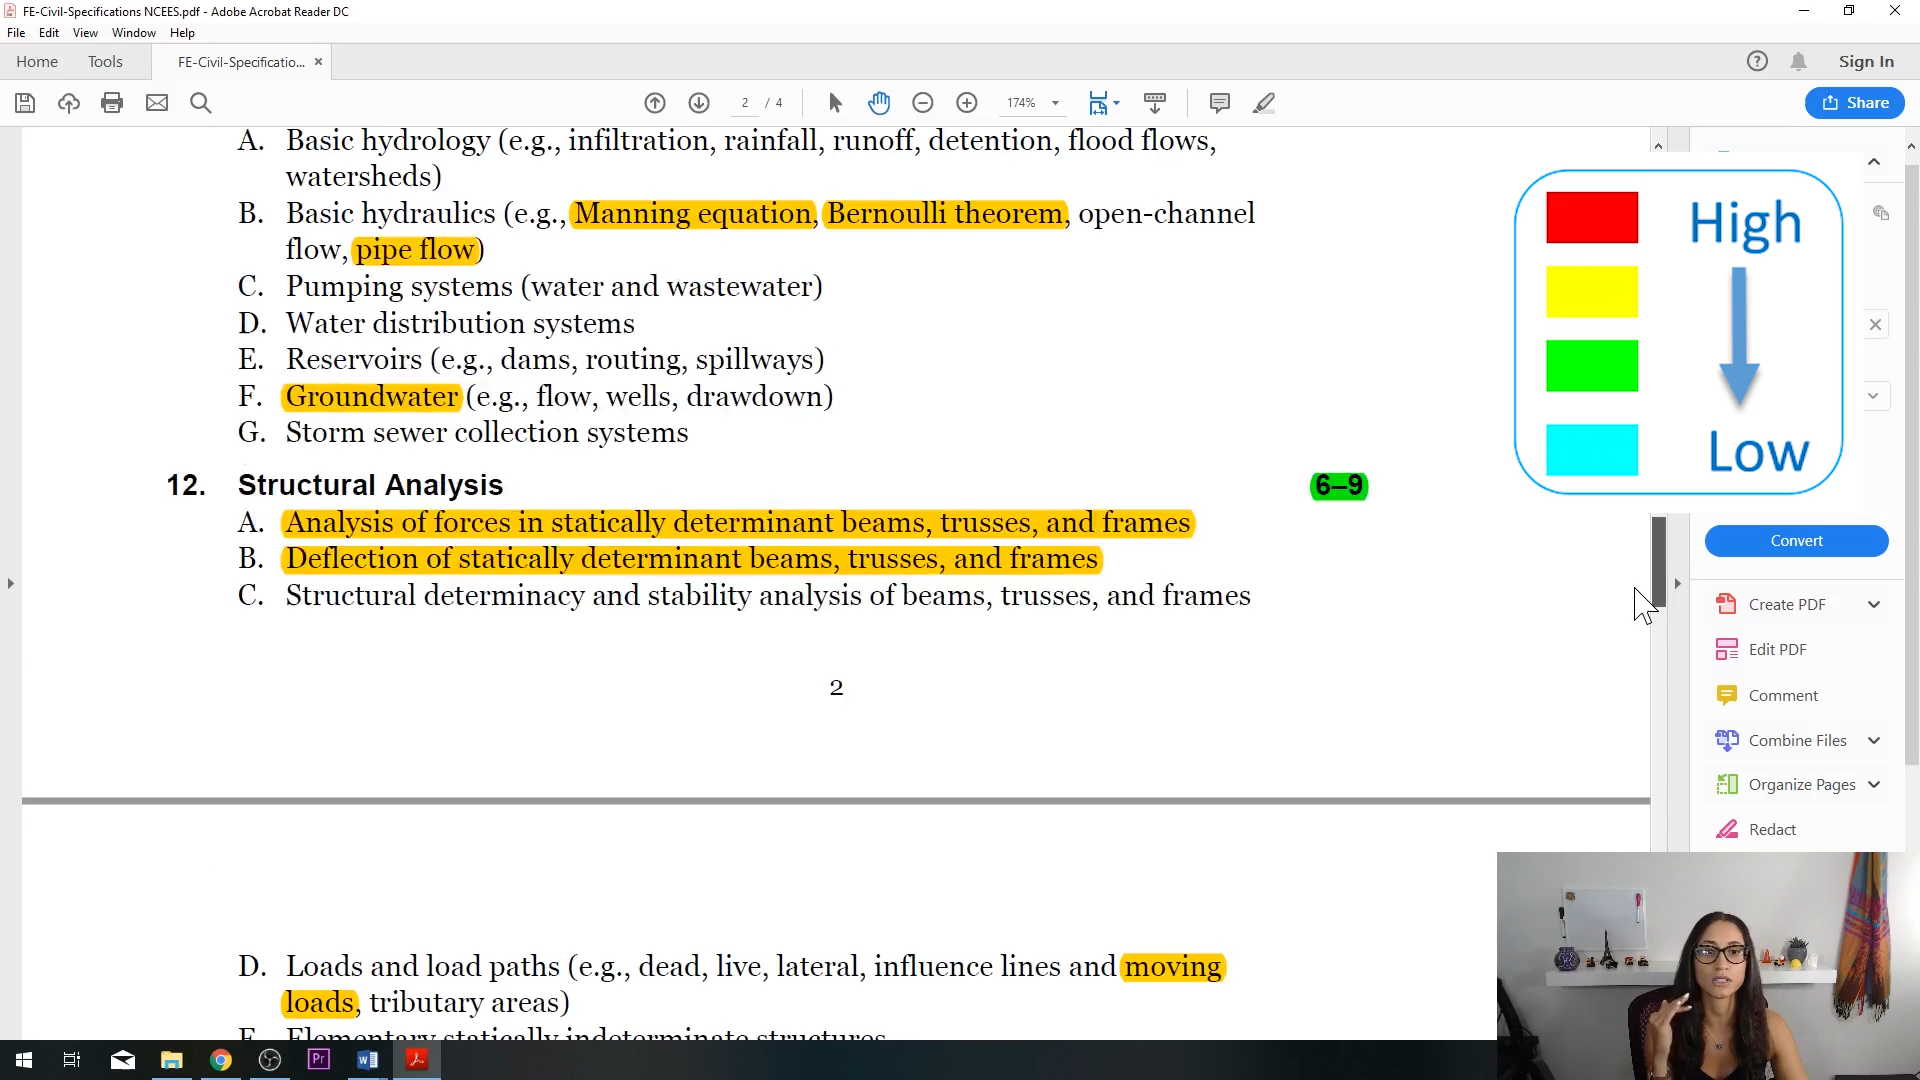 FE-Civil-Specifications NCEES.pdf - Adobe Acrobat Reader DC
File Edit View Window Help
Home Tools FE-Civil-Specificatio... Sign In
2 / 4 174% Share
A. Basic hydrology (e.g., infiltration, rainfall, runoff, detention, flood flows,
watersheds)
B. Basic hydraulics (e.g., Manning equation, Bernoulli theorem, open-channel
flow, pipe flow)
C. Pumping systems (water and wastewater)
D. Water distribution systems
E. Reservoirs (e.g., dams, routing, spillways)
F. Groundwater (e.g., flow, wells, drawdown)
G. Storm sewer collection systems
12. Structural Analysis 6–9
A. Analysis of forces in statically determinant beams, trusses, and frames
B. Deflection of statically determinant beams, trusses, and frames
C. Structural determinacy and stability analysis of beams, trusses, and frames
2
D. Loads and load paths (e.g., dead, live, lateral, influence lines and moving
loads, tributary areas)
E. Elementary statically indeterminate structures
High
Low
Convert
Create PDF
Edit PDF
Comment
Combine Files
Organize Pages
Redact
Pr